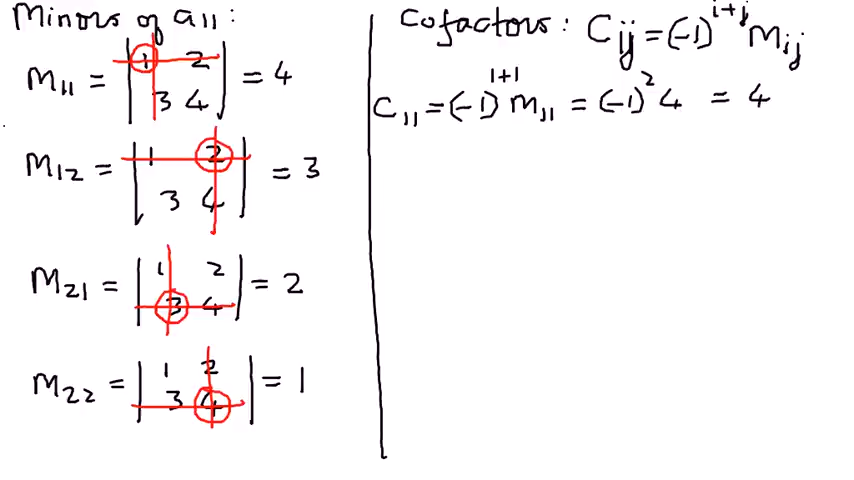 Minors of a11:
M11 = |1 2
3 4| = 4
M12 = |1 2
3 4| = 3
M21 = |1 2
3 4| = 2
M22 = |1 2
3 4| = 1
Cofactors: Cij = (-1)^i+j Mij
C11 = (-1)^1+1 M11 = (-1)^2 4 = 4